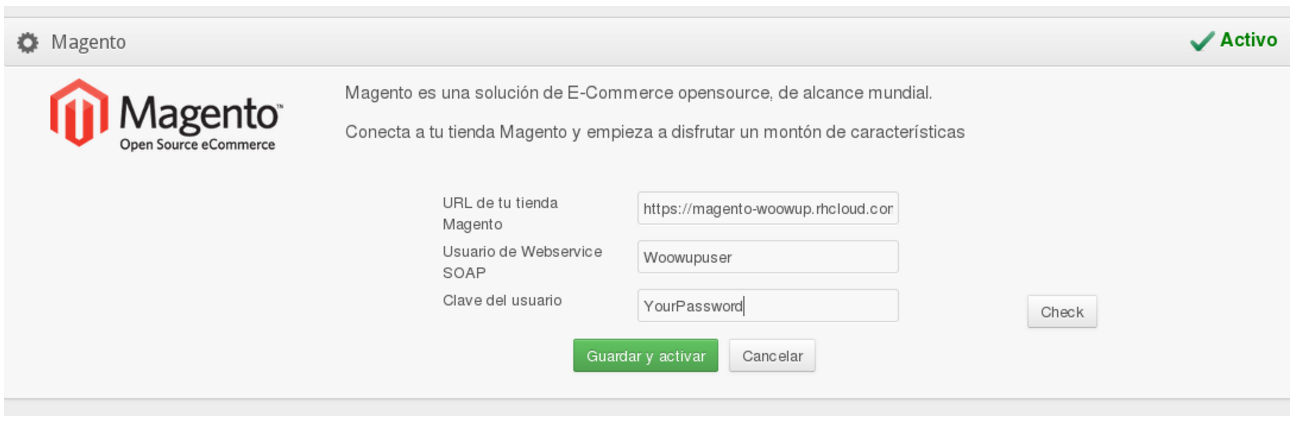 Magento
Activo
Magento™
Open Source eCommerce
Magento es una solución de E-Commerce opensource, de alcance mundial.
Conecta a tu tienda Magento y empieza a disfrutar un montón de características
URL de tu tienda
Magento
https://magento-woowup.rhcloud.com
Usuario de Webservice
SOAP
Woowupuser
Clave del usuario
YourPassword
Check
Guardar y activar
Cancelar